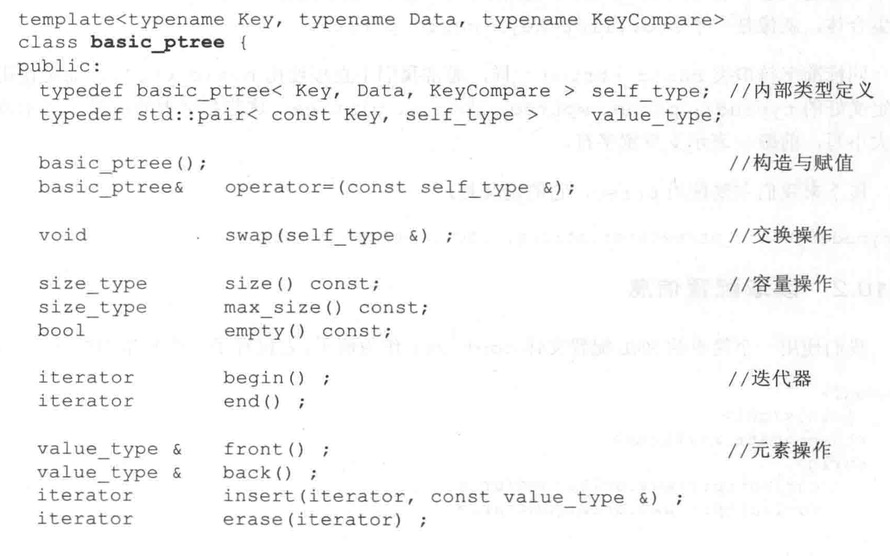 template<typename Key, typename Data, typename KeyCompare>
class basic_ptree {
public:
typedef basic_ptree< Key, Data, KeyCompare > self_type; //内部类型定义
typedef std::pair< const Key, self_type > value_type;
basic_ptree(); //构造与赋值
basic_ptree& operator=(const self_type &);
void swap(self_type &) ; //交换操作
size_type size() const; //容量操作
size_type max_size() const;
bool empty() const;
iterator begin() ; //迭代器
iterator end() ;
value_type & front() ; //元素操作
value_type & back() ;
iterator insert(iterator, const value_type &) ;
iterator erase(iterator) ;